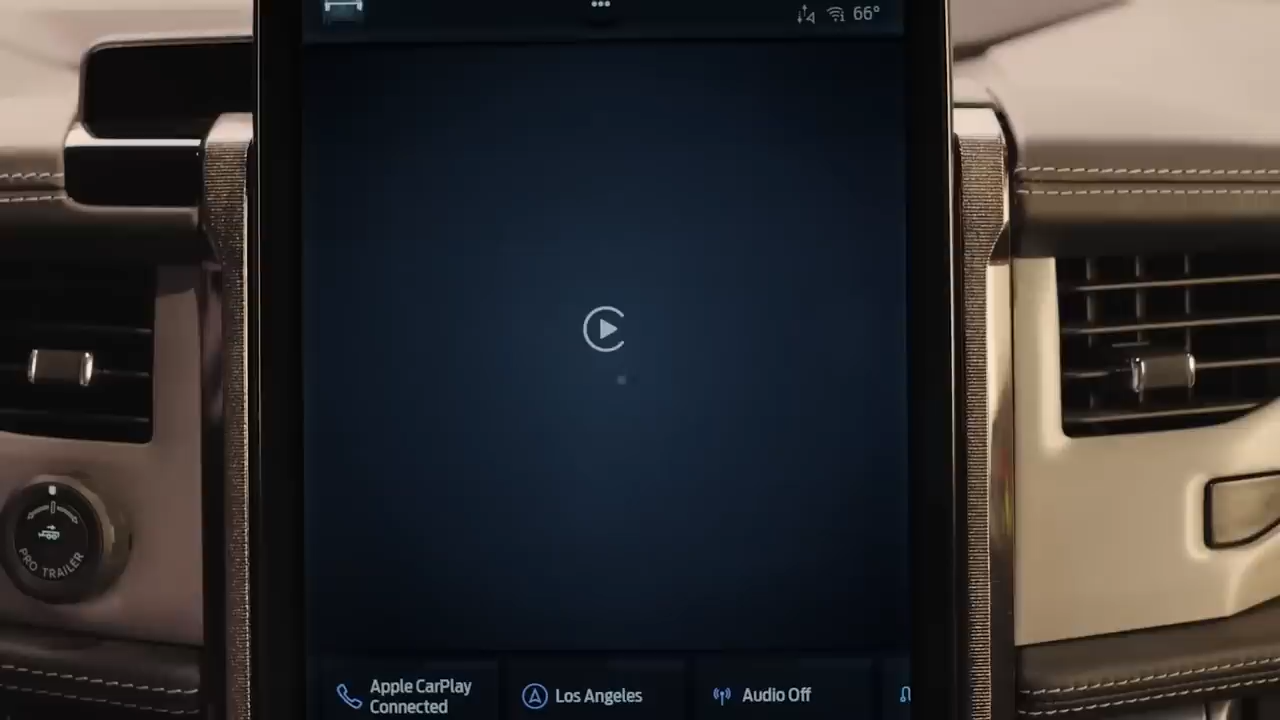 66°
PRO TRAILER
Apple CarPlay
Connected
Los Angeles
Audio Off